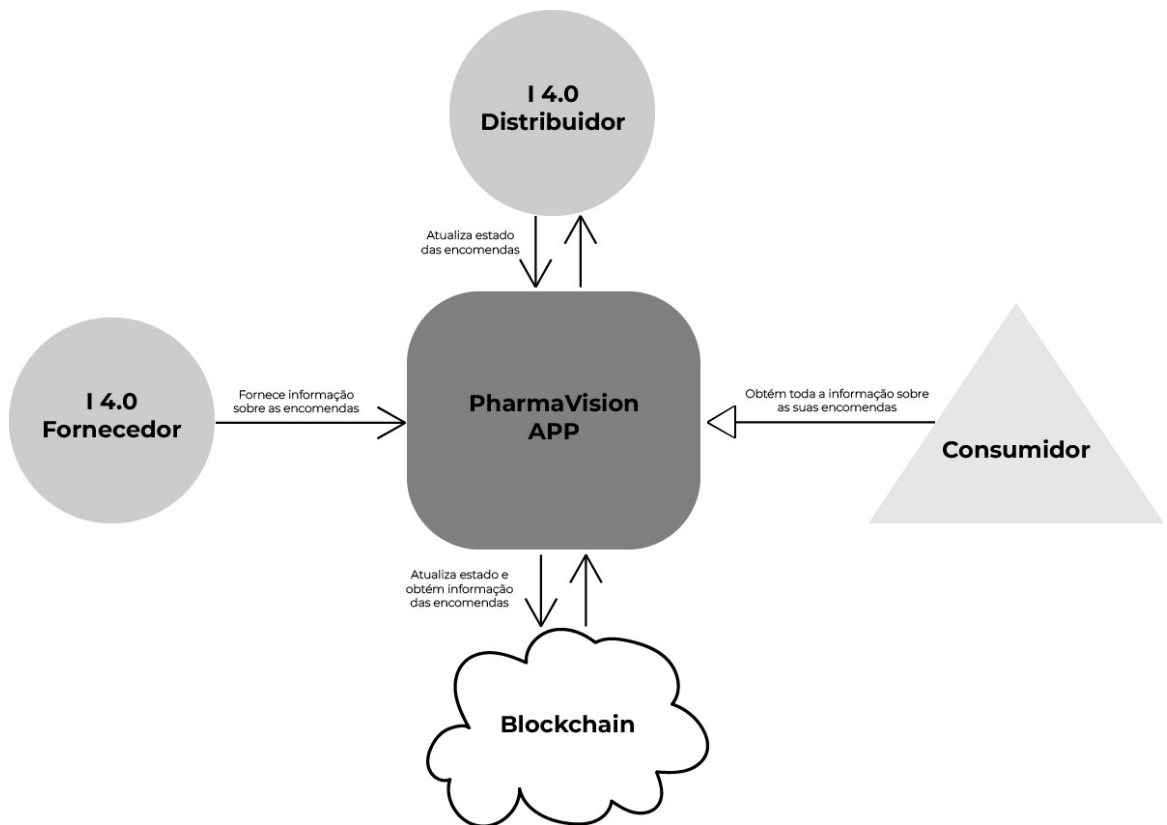 I 4.0
Distribuidor
Atualiza estado
das encomendas
I 4.0
Fornecedor
Fornece informação
sobre as encomendas
PharmaVision
APP
Obtém toda a informação sobre
as suas encomendas
Consumidor
Atualiza estado e
obtém informação
das encomendas
Blockchain